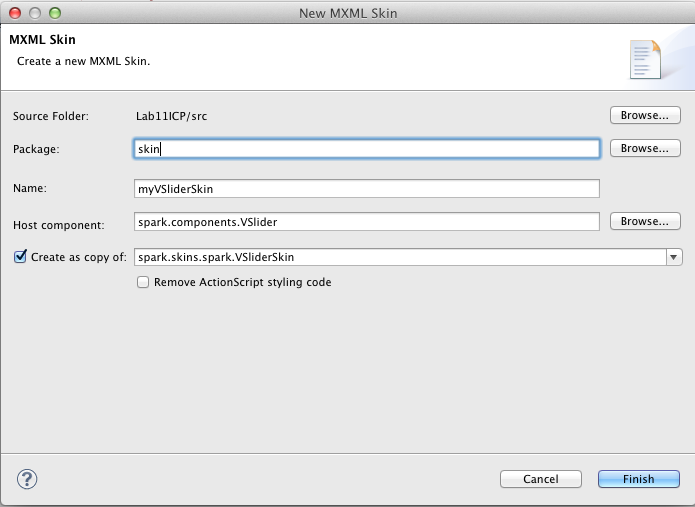 New MXML Skin
MXML Skin
Create a new MXML Skin.
Source Folder: Lab11ICP/src Browse...
Package: skin Browse...
Name: myVSliderSkin
Host component: spark.components.VSlider Browse...
Create as copy of: spark.skins.spark.VSliderSkin
Remove ActionScript styling code
? Cancel Finish